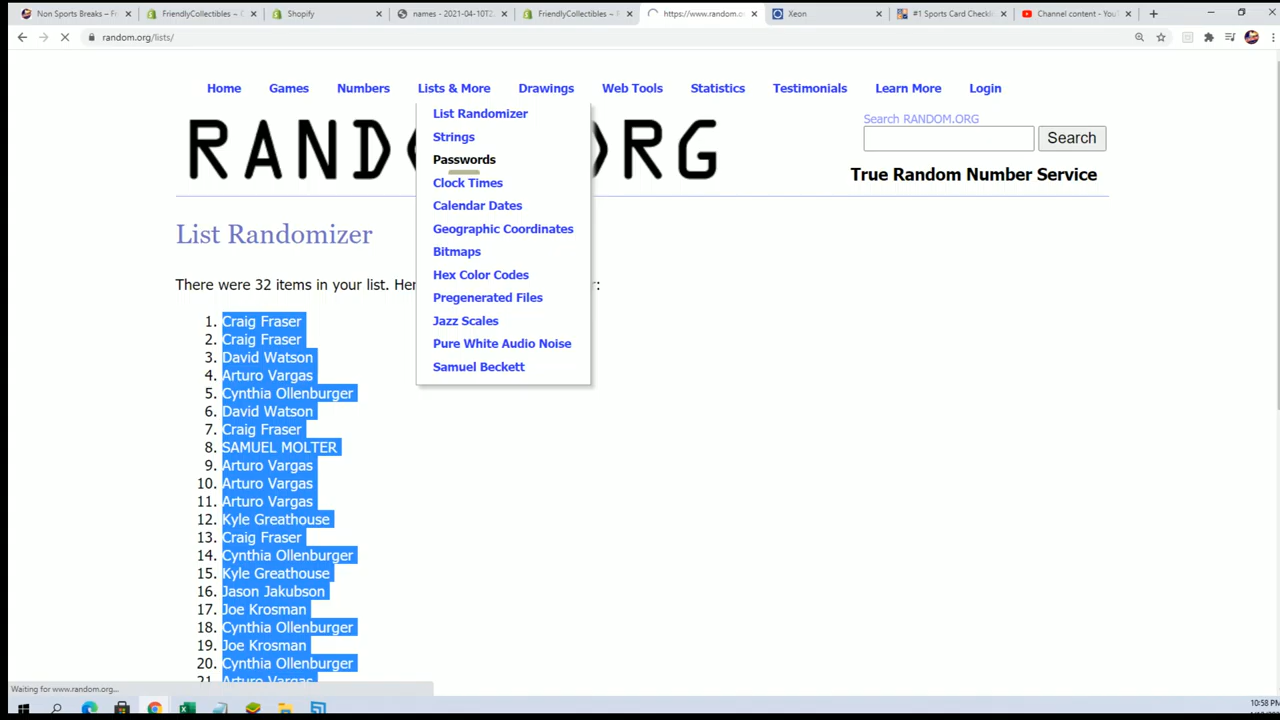 Non Sports Breaks – Fr
FriendlyCollectibles ~
Shopify
names - 2021-04-10T2
FriendlyCollectibles ~
https://www.random.o
Xeon
#1 Sports Card Checkl
Channel content - You
random.org/lists/
Home Games Numbers Lists & More Drawings Web Tools Statistics Testimonials Learn More Login
List Randomizer
Strings
Passwords
Clock Times
Calendar Dates
Geographic Coordinates
Bitmaps
Hex Color Codes
Pregenerated Files
Jazz Scales
Pure White Audio Noise
Samuel Beckett
RAND ORG
Search RANDOM.ORG
Search
True Random Number Service
List Randomizer
There were 32 items in your list. Her :
1. Craig Fraser
2. Craig Fraser
3. David Watson
4. Arturo Vargas
5. Cynthia Ollenburger
6. David Watson
7. Craig Fraser
8. SAMUEL MOLTER
9. Arturo Vargas
10. Arturo Vargas
11. Arturo Vargas
12. Kyle Greathouse
13. Craig Fraser
14. Cynthia Ollenburger
15. Kyle Greathouse
16. Jason Jakubson
17. Joe Krosman
18. Cynthia Ollenburger
19. Joe Krosman
20. Cynthia Ollenburger
21. Arturo Vargas
Waiting for www.random.org...
10:58 PM